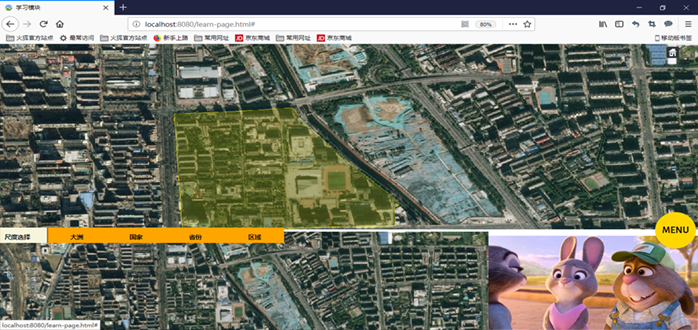 学习模块
localhost:8080/learn-page.html#
80%
火狐官方站点 最常访问 火狐官方站点 新手上路 常用网址 JD 京东商城 常用网址 JD 京东商城 移动版书签
MENU
尺度选择 大洲 国家 省份 区域
localhost:8080/learn-page.html#